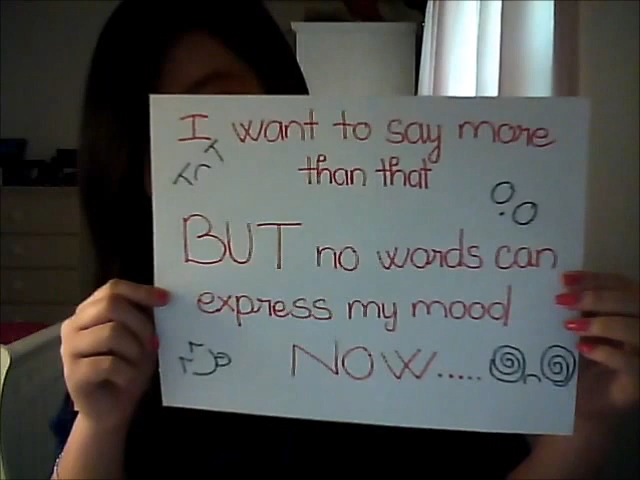 I want to say more
than that
BUT no words can
express my mood
NOW.....